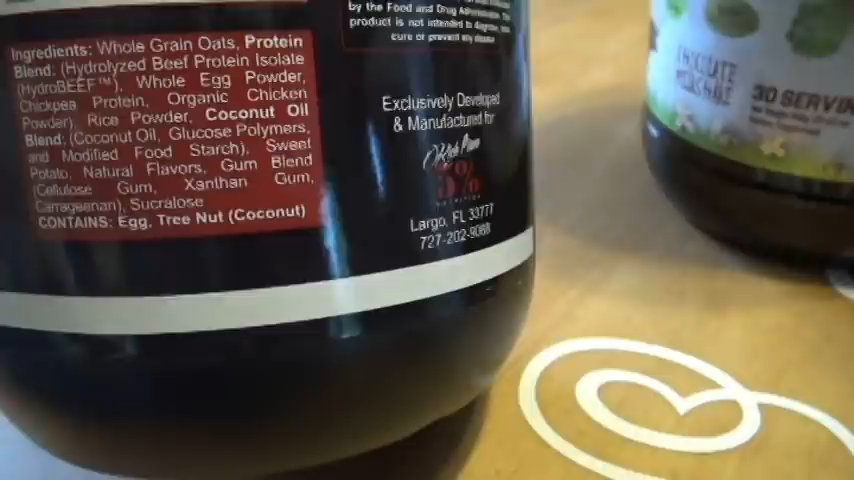 Ingredients: Whole Grain Oats, Protein
Blend: (Hydrolyzed Beef Protein Isolate
(HydroBEEF™), Whole Egg Powder,
Chickpea Protein, Organic Chicken
Powder), Rice Powder, Coconut Oil
Blend: (Coconut Oil, Glucose Polymers,
and Modified Food Starch), Sweet
Potato, Natural Flavors, Gum Blend
(Cellulose Gum, Xanthan Gum,
Carrageenan), Sucralose
CONTAINS: Egg, Tree Nut (Coconut)
by the Food and Drug Administration. This
product is not intended to diagnose,
cure or prevent any disease
Exclusively Developed
& Manufactured for
5%
NUTRITION
Largo, FL 33777
727-202-9068
30 SERVIN